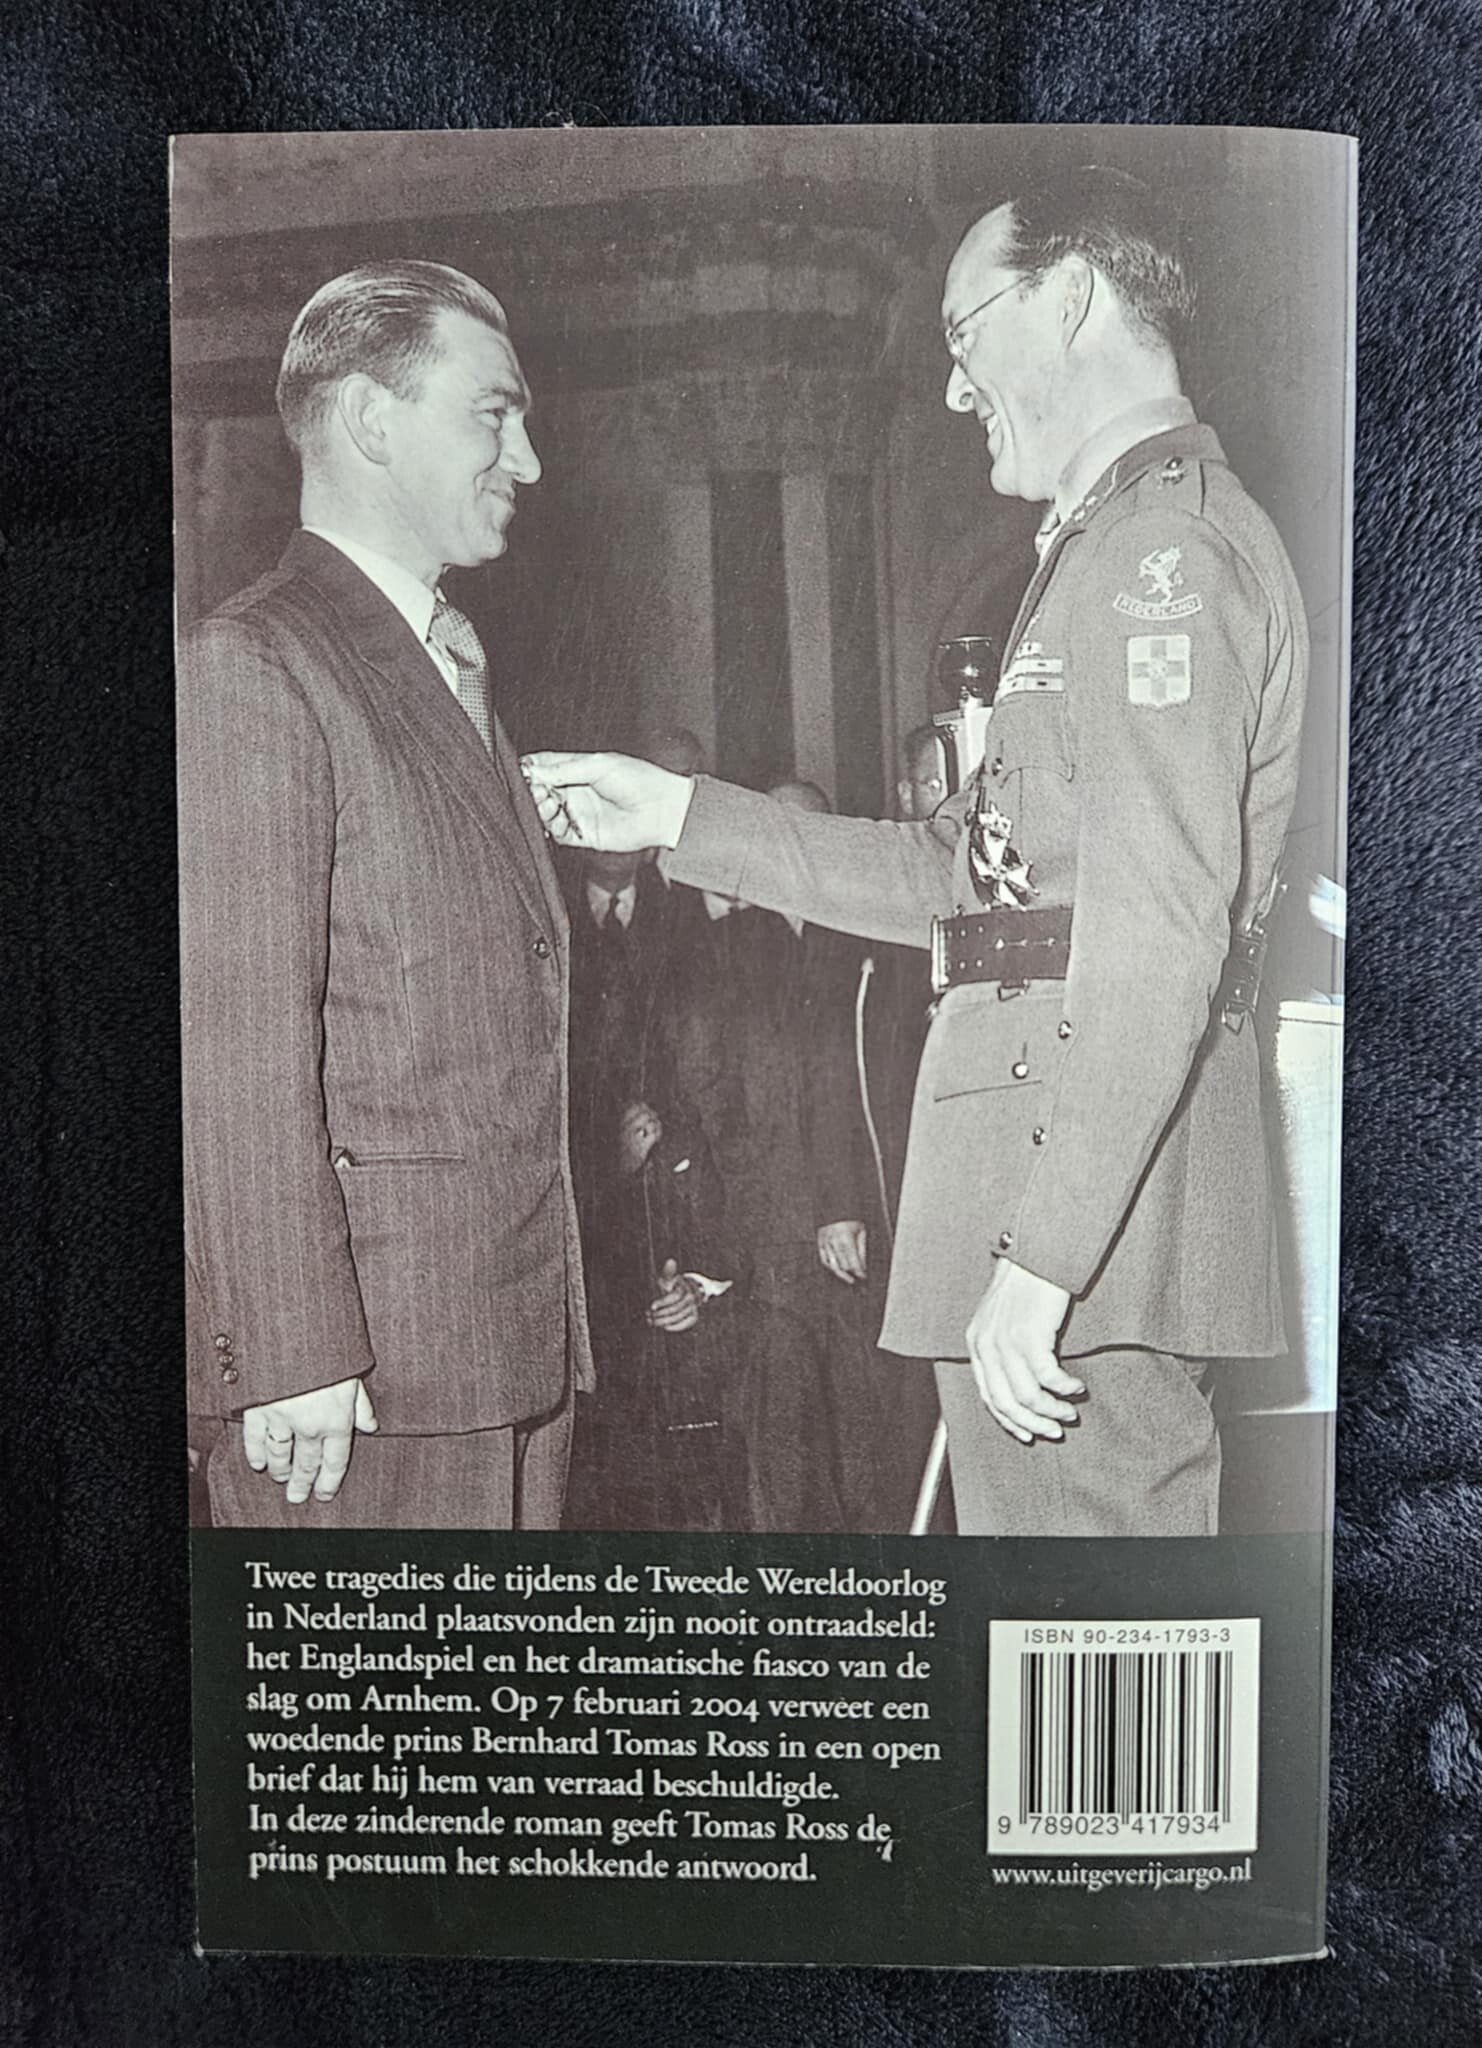 NEDERLAND
Twee tragedies die tijdens de Tweede Wereldoorlog
in Nederland plaatsvonden zijn nooit ontraadseld:
het Englandspiel en het dramatische fiasco van de
slag om Arnhem. Op 7 februari 2004 verweet een
woedende prins Bernhard Tomas Ross in een open
brief dat hij hem van verraad beschuldigde.
In deze zinderende roman geeft Tomas Ross de
prins postuum het schokkende antwoord.
ISBN 90-234-1793-3
9 789023 417934
www.uitgeverijcargo.nl